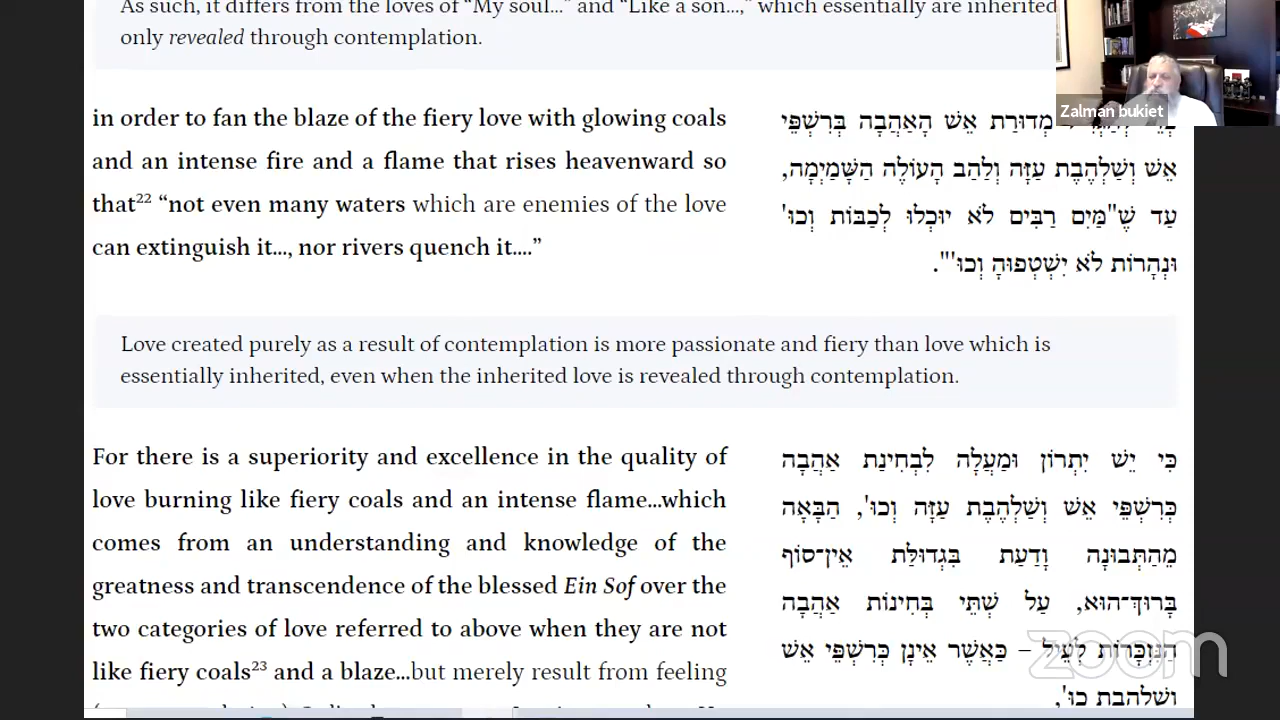 As such, it differs from the loves of “My soul...” and “Like a son...,” which essentially are inherited
only revealed through contemplation.
Zalman bukiet
in order to fan the blaze of the fiery love with glowing coals
and an intense fire and a flame that rises heavenward so
that²² “not even many waters which are enemies of the love
can extinguish it..., nor rivers quench it....”
מְדוּרַת אֵשׁ הָאַהֲבָה בְּרִשְׁפֵּי
אֵשׁ וְשַׁלְהֶבֶת עַזָּה וְלַהַב הָעוֹלֶה הַשָּׁמַיְמָה,
עַד שֶׁ"מַּיִם רַבִּים לֹא יוּכְלוּ לְכַבּוֹת וְכוּ'
וּנְהָרוֹת לֹא יִשְׁטְפוּהָ וְכוּ'".
Love created purely as a result of contemplation is more passionate and fiery than love which is
essentially inherited, even when the inherited love is revealed through contemplation.
For there is a superiority and excellence in the quality of
love burning like fiery coals and an intense flame...which
comes from an understanding and knowledge of the
greatness and transcendence of the blessed Ein Sof over the
two categories of love referred to above when they are not
like fiery coals²³ and a blaze...but merely result from feeling
כִּי יֵשׁ יִתְרוֹן וּמַעֲלָה לִבְחִינַת אַהֲבָה
כְּרִשְׁפֵּי אֵשׁ וְשַׁלְהֶבֶת עַזָּה וְכוּ', הַבָּאָה
מֵהַתְּבוּנָה וָדַעַת בִּגְדוּלַּת אֵין־סוֹף
בָּרוּךְ־הוּא, עַל שְׁתֵּי בְּחִינוֹת אַהֲבָה
הַנִּזְכָּרוֹת לְעֵיל – כַּאֲשֶׁר אֵינָן כְּרִשְׁפֵּי אֵשׁ
וְשַׁלְהֶבֶת כוּ',
zoom